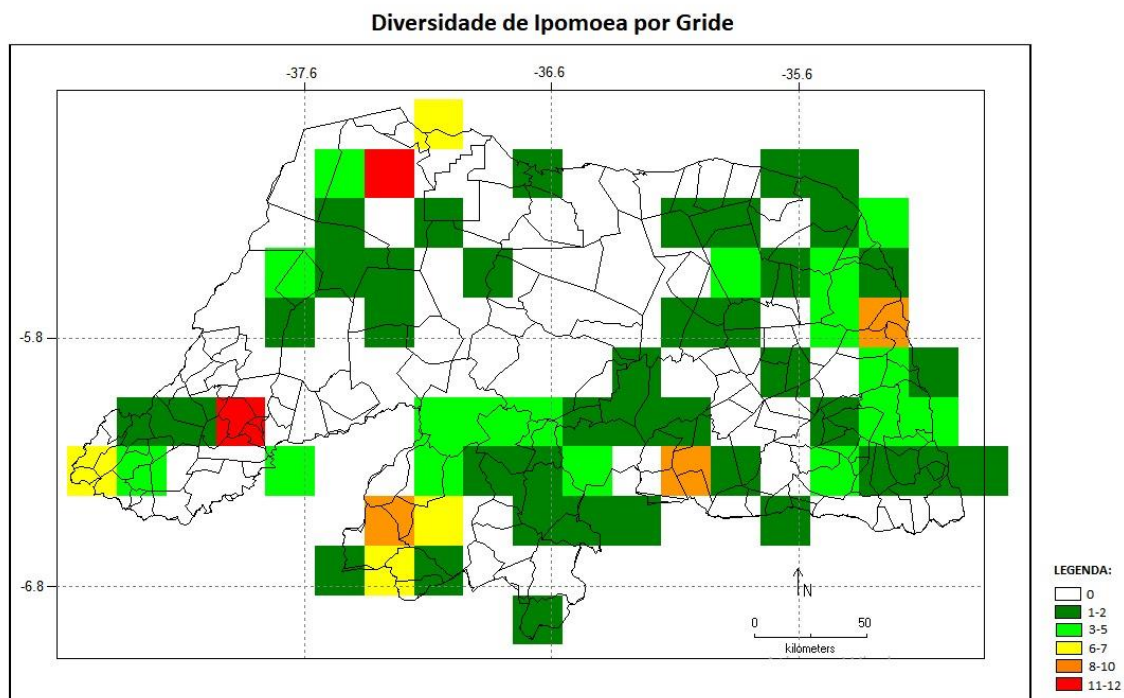 Diversidade de Ipomoea por Gride
-37.6 -36.6 -35.6
-5.8
-6.8
N
0 50
kilometers
LEGENDA:
0
1-2
3-5
6-7
8-10
11-12